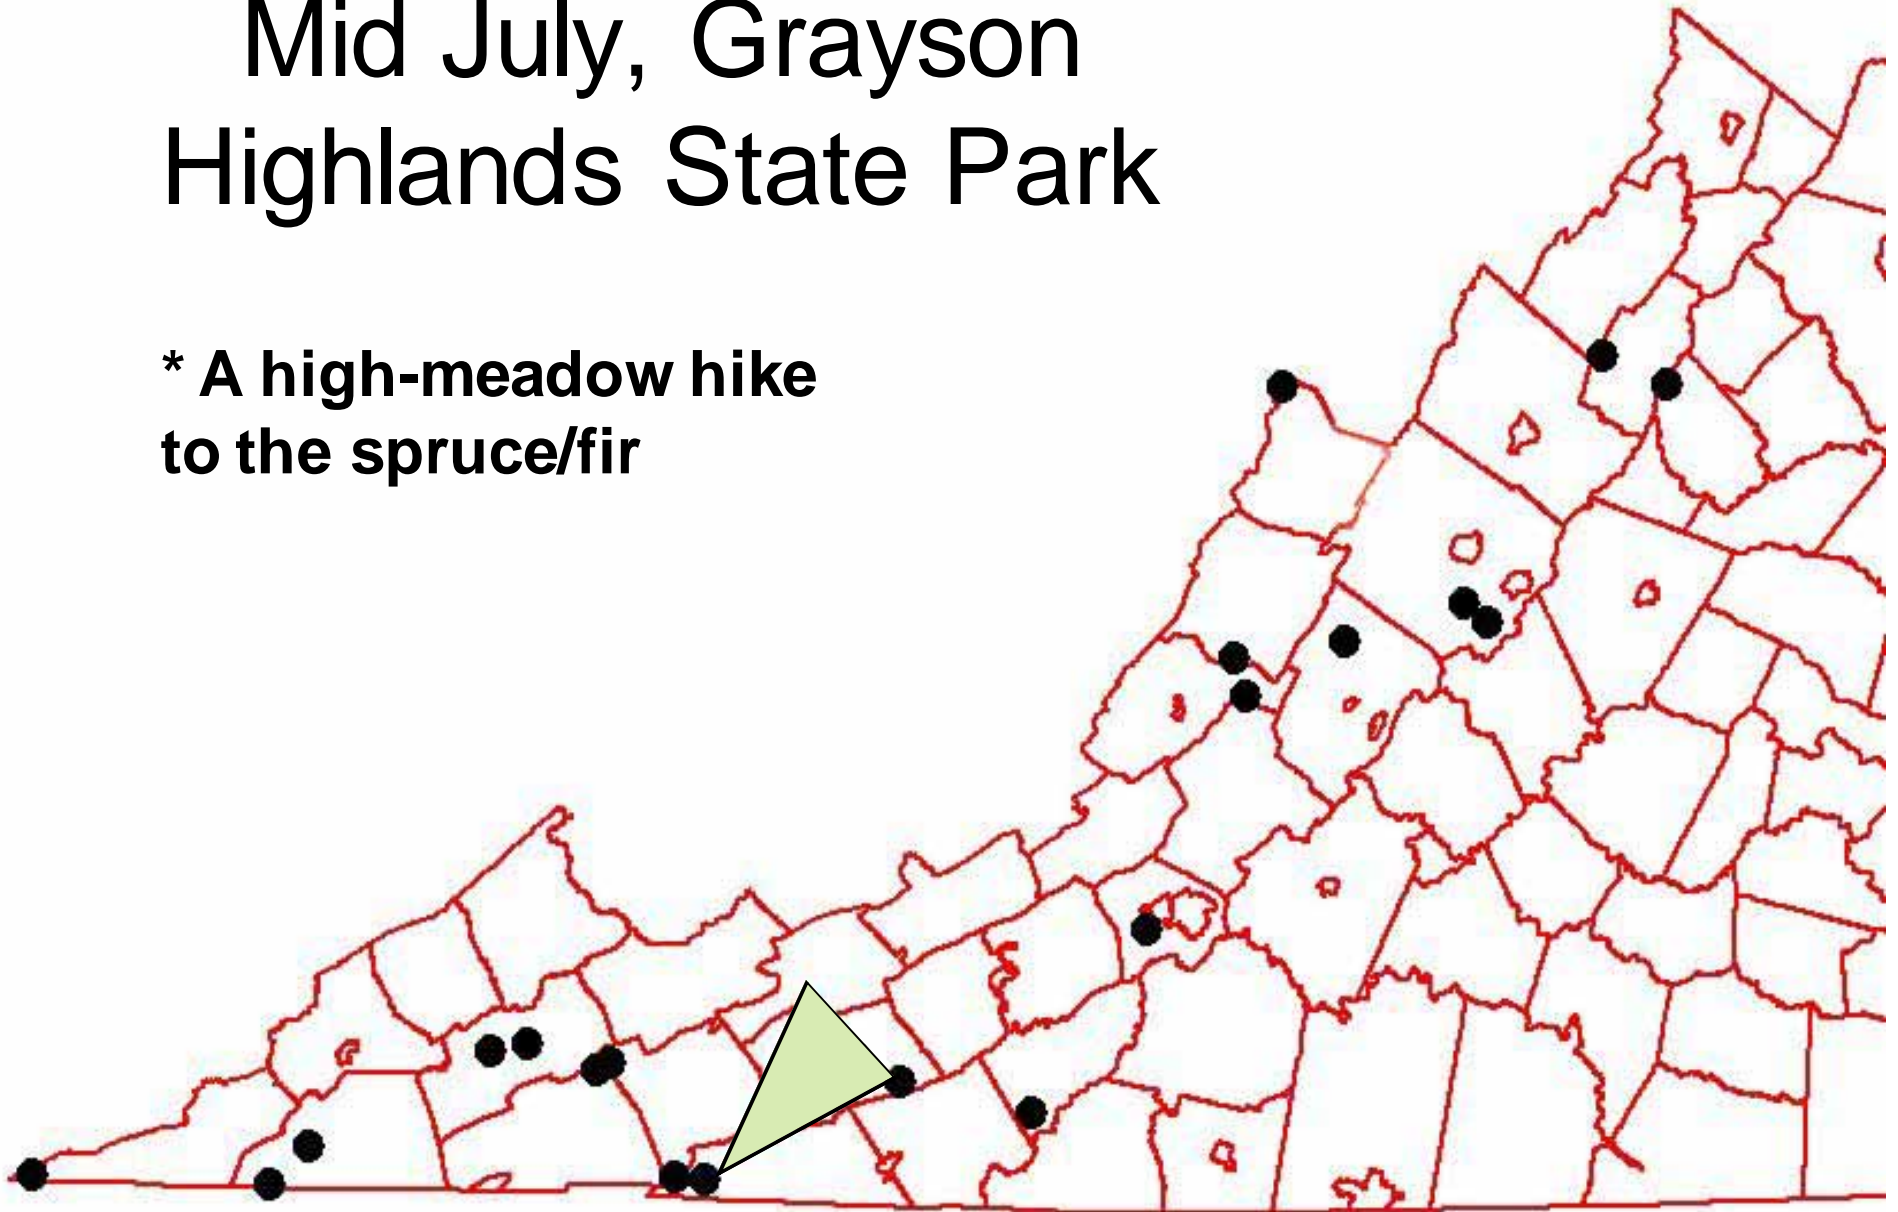 Mid July, Grayson
Highlands State Park
* A high-meadow hike
to the spruce/fir